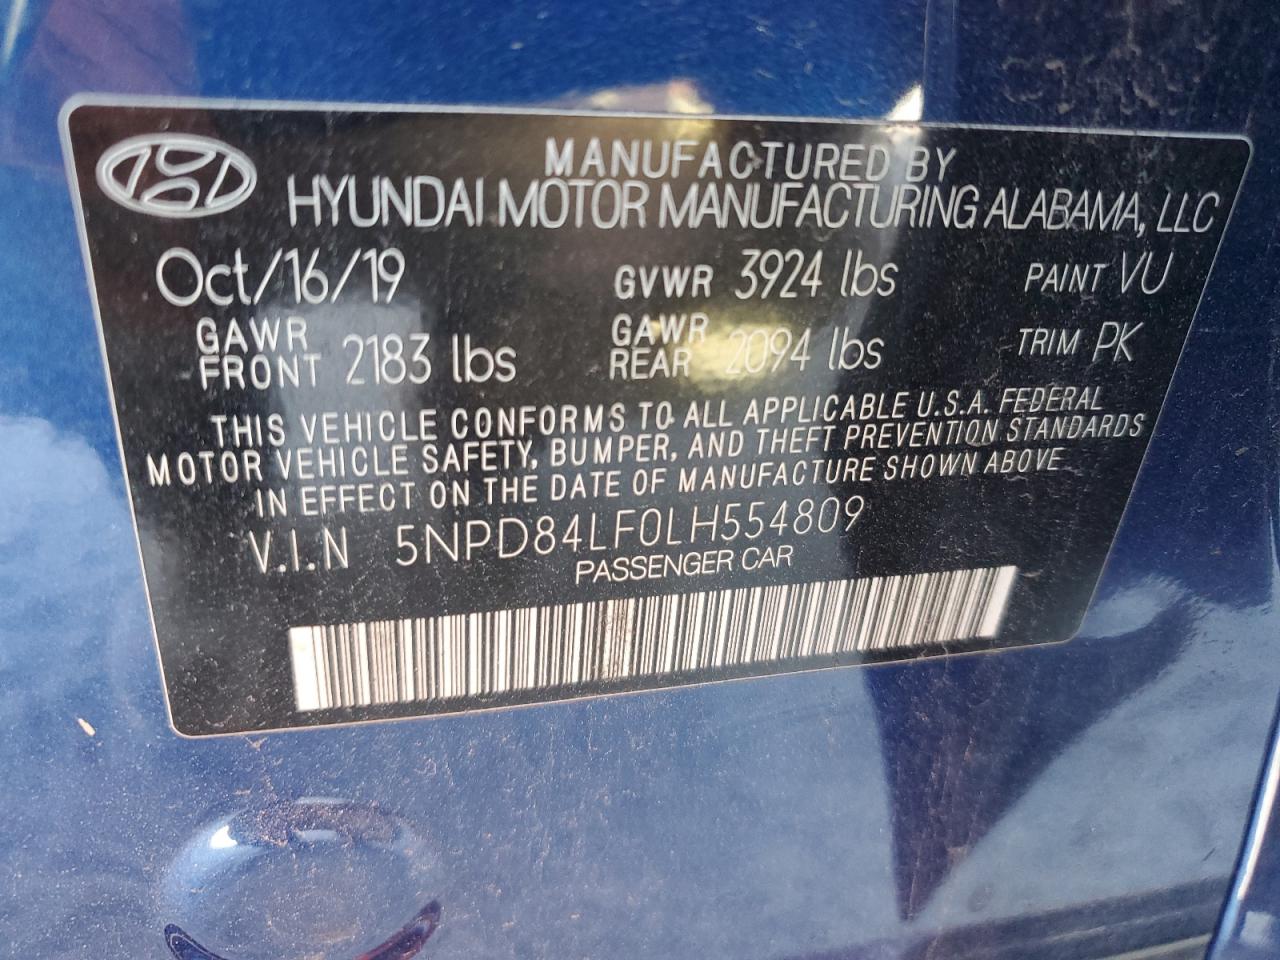 MANUFACTURED BY
HYUNDAI MOTOR MANUFACTURING ALABAMA, LLC
Oct/16/19 GVWR 3924 lbs PAINT VU
GAWR FRONT 2183 lbs GAWR REAR 2094 lbs TRIM PK
THIS VEHICLE CONFORMS TO ALL APPLICABLE U.S.A. FEDERAL
MOTOR VEHICLE SAFETY, BUMPER, AND THEFT PREVENTION STANDARDS
IN EFFECT ON THE DATE OF MANUFACTURE SHOWN ABOVE
V.I.N 5NPD84LF0LH554809
PASSENGER CAR